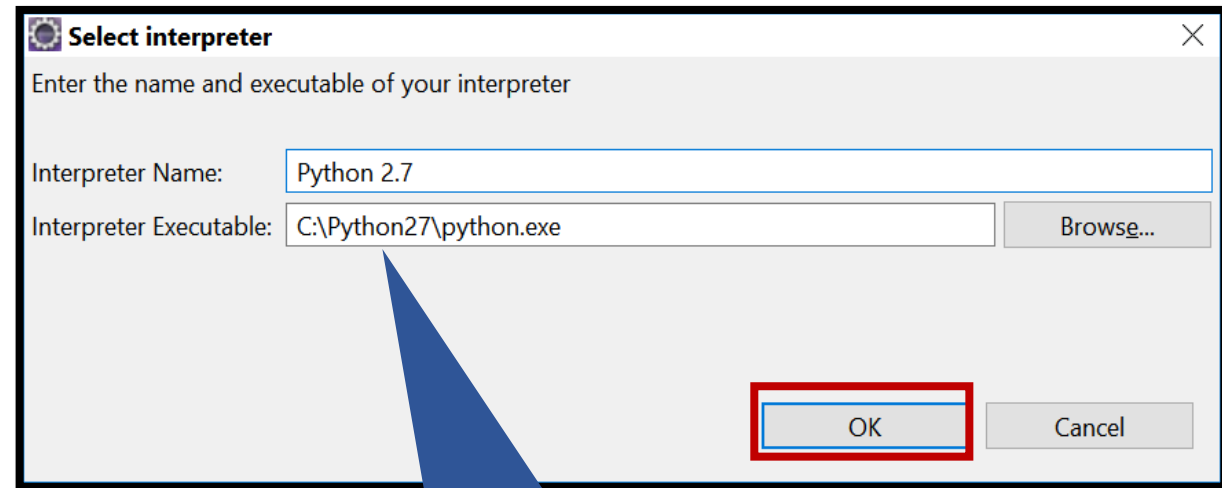 Select interpreter
Enter the name and executable of your interpreter
Interpreter Name: Python 2.7
Interpreter Executable: C:\Python27\python.exe Browse...
OK Cancel